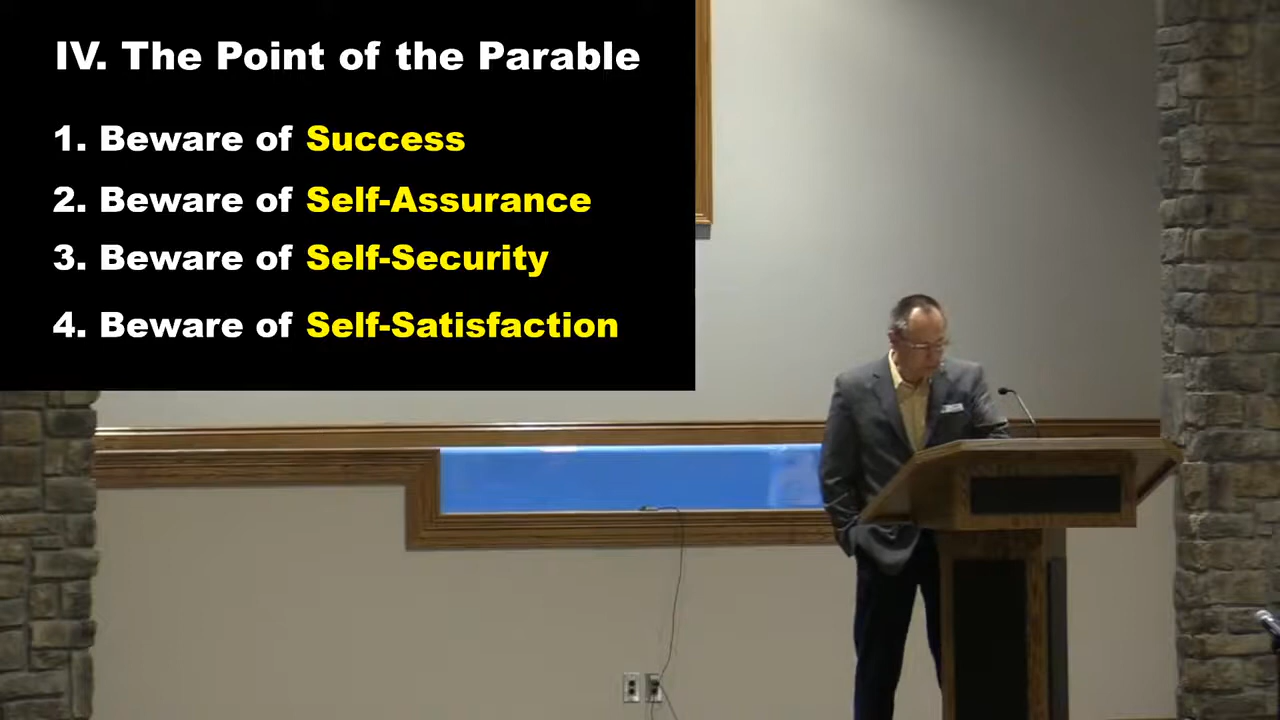 IV. The Point of the Parable
1. Beware of Success
2. Beware of Self-Assurance
3. Beware of Self-Security
4. Beware of Self-Satisfaction